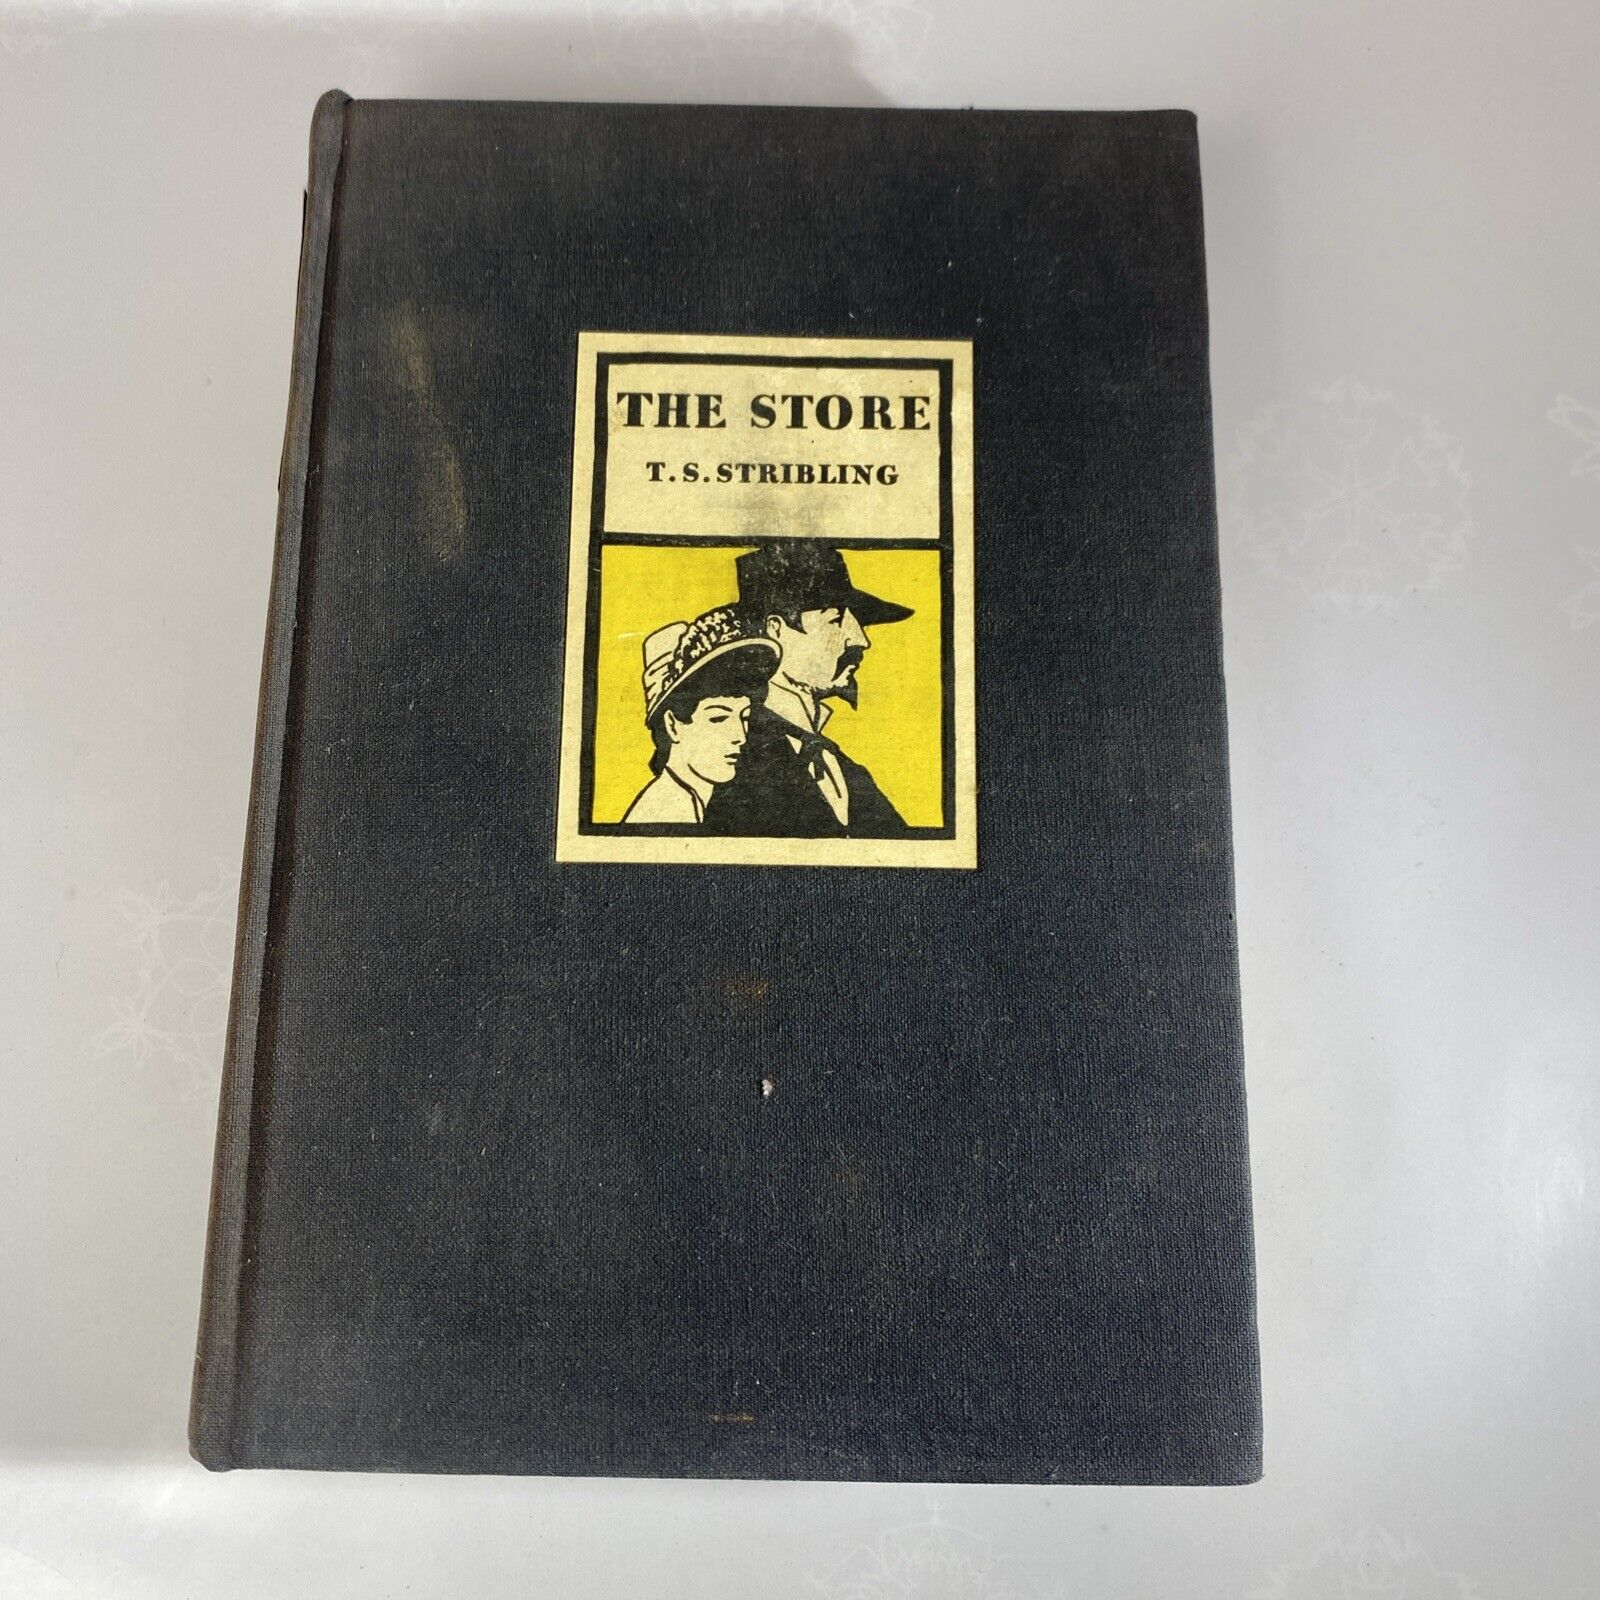 THE STORE
T. S. STRIBLING